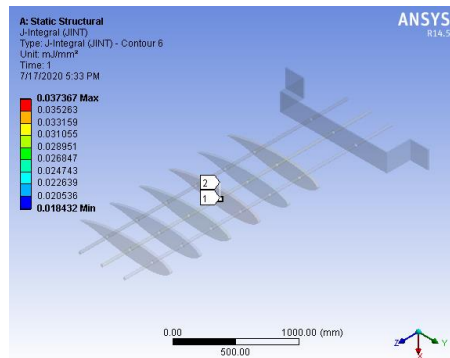 A: Static Structural
J-Integral (JINT)
Type: J-Integral (JINT) - Contour 6
Unit: mJ/mm²
Time: 1
7/17/2020 5:33 PM
ANSYS
R14.5
0.037367 Max
0.035263
0.033159
0.031055
0.028951
0.026847
0.024743
0.022639
0.020536
0.018432 Min
2
1
0.00
1000.00 (mm)
500.00
Z
Y
X